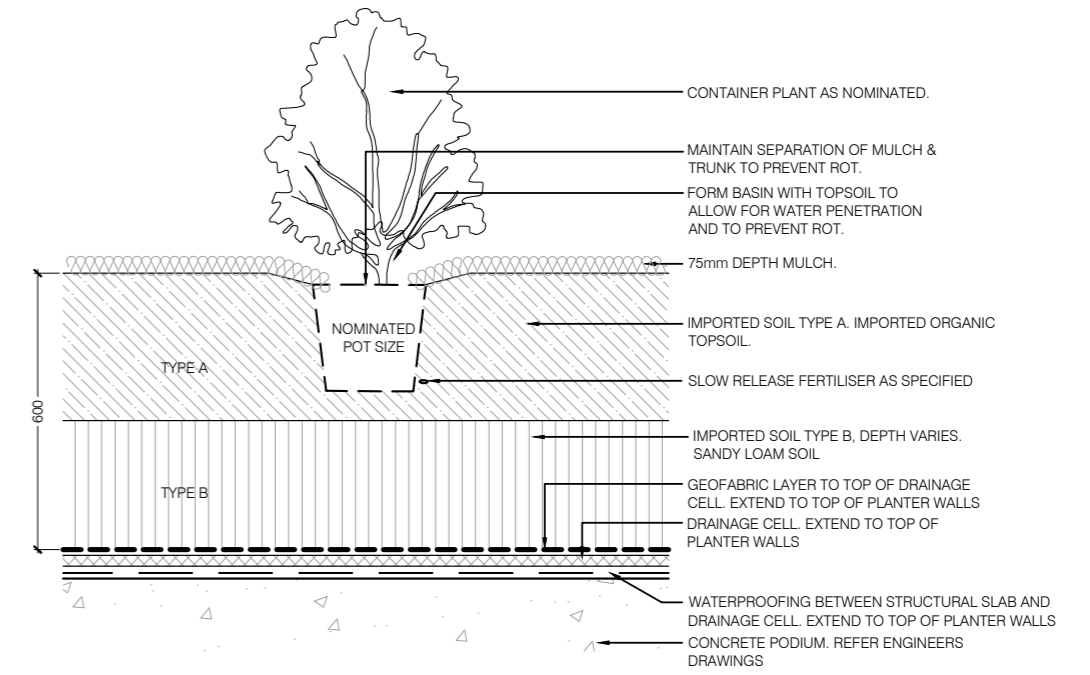 CONTAINER PLANT AS NOMINATED.
MAINTAIN SEPARATION OF MULCH &
TRUNK TO PREVENT ROT.
FORM BASIN WITH TOPSOIL TO
ALLOW FOR WATER PENETRATION
AND TO PREVENT ROT.
75mm DEPTH MULCH.
NOMINATED
POT SIZE
IMPORTED SOIL TYPE A. IMPORTED ORGANIC
TOPSOIL.
TYPE A
SLOW RELEASE FERTILISER AS SPECIFIED
600
IMPORTED SOIL TYPE B, DEPTH VARIES.
SANDY LOAM SOIL
TYPE B
GEOFABRIC LAYER TO TOP OF DRAINAGE
CELL. EXTEND TO TOP OF PLANTER WALLS
DRAINAGE CELL. EXTEND TO TOP OF
PLANTER WALLS
WATERPROOFING BETWEEN STRUCTURAL SLAB AND
DRAINAGE CELL. EXTEND TO TOP OF PLANTER WALLS
CONCRETE PODIUM. REFER ENGINEERS
DRAWINGS